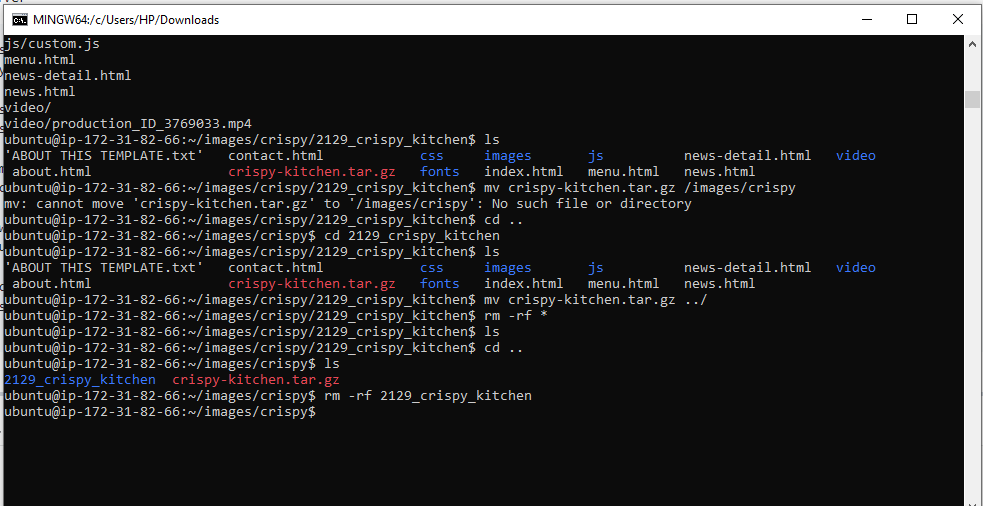 MINGW64:/c/Users/HP/Downloads
js/custom.js
menu.html
news-detail.html
news.html
video/
video/production_ID_3769033.mp4
ubuntu@ip-172-31-82-66:~/images/crispy/2129_crispy_kitchen$ ls
'ABOUT THIS TEMPLATE.txt' contact.html css images js news-detail.html video
about.html crispy-kitchen.tar.gz fonts index.html menu.html news.html
ubuntu@ip-172-31-82-66:~/images/crispy/2129_crispy_kitchen$ mv crispy-kitchen.tar.gz /images/crispy
mv: cannot move 'crispy-kitchen.tar.gz' to '/images/crispy': No such file or directory
ubuntu@ip-172-31-82-66:~/images/crispy/2129_crispy_kitchen$ cd ..
ubuntu@ip-172-31-82-66:~/images/crispy$ cd 2129_crispy_kitchen
ubuntu@ip-172-31-82-66:~/images/crispy/2129_crispy_kitchen$ ls
'ABOUT THIS TEMPLATE.txt' contact.html css images js news-detail.html video
about.html crispy-kitchen.tar.gz fonts index.html menu.html news.html
ubuntu@ip-172-31-82-66:~/images/crispy/2129_crispy_kitchen$ mv crispy-kitchen.tar.gz ../
ubuntu@ip-172-31-82-66:~/images/crispy/2129_crispy_kitchen$ rm -rf *
ubuntu@ip-172-31-82-66:~/images/crispy/2129_crispy_kitchen$ ls
ubuntu@ip-172-31-82-66:~/images/crispy/2129_crispy_kitchen$ cd ..
ubuntu@ip-172-31-82-66:~/images/crispy$ ls
2129_crispy_kitchen crispy-kitchen.tar.gz
ubuntu@ip-172-31-82-66:~/images/crispy$ rm -rf 2129_crispy_kitchen
ubuntu@ip-172-31-82-66:~/images/crispy$